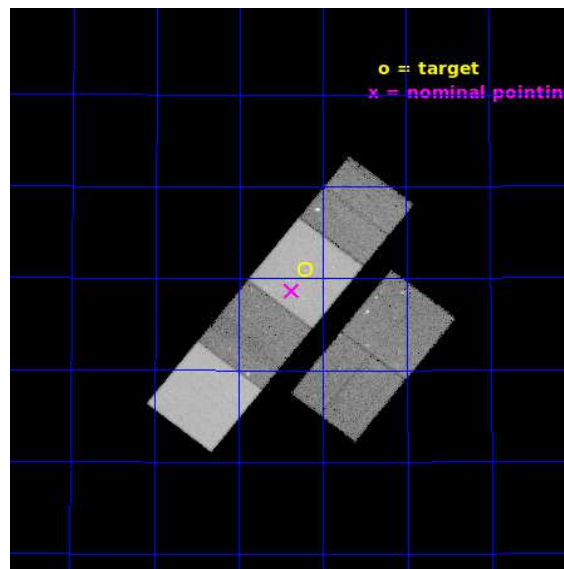 o = target
x = nominal pointin